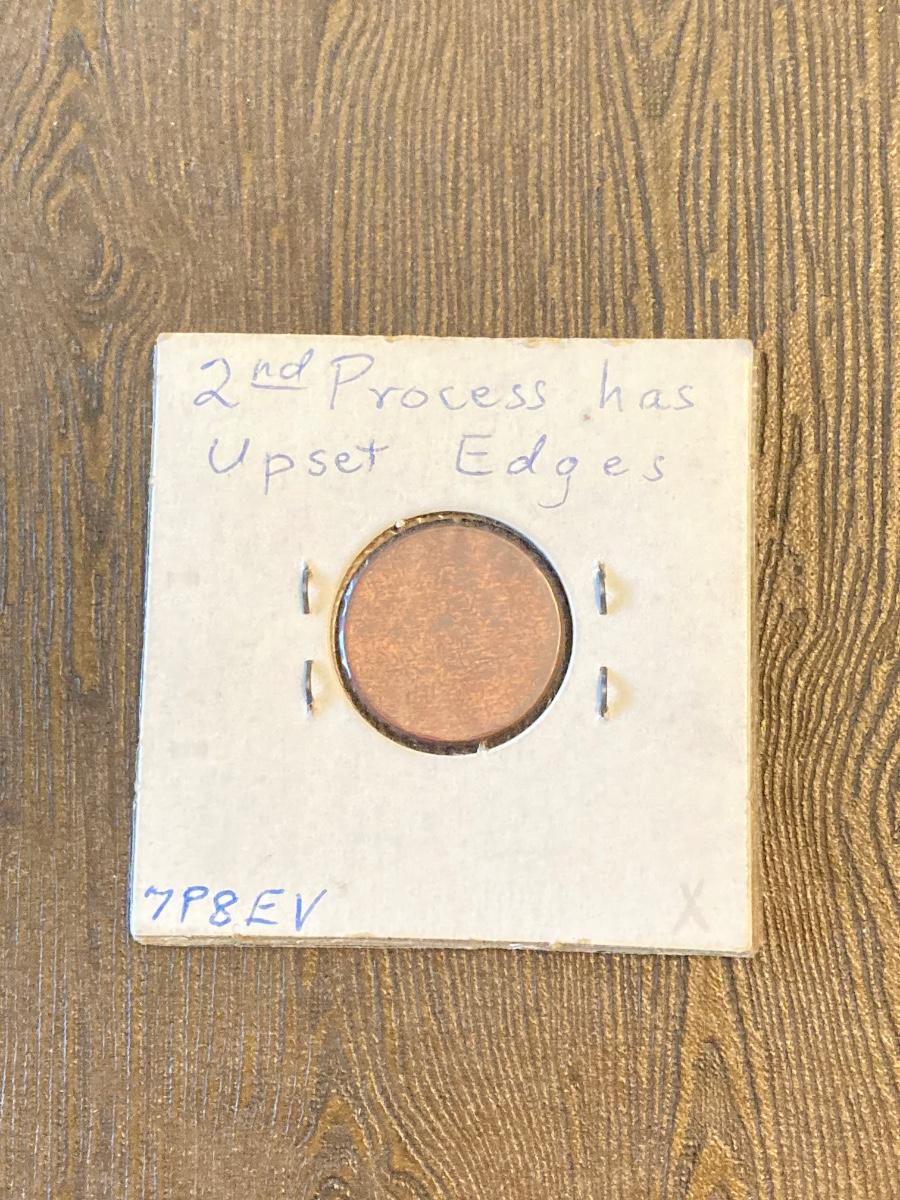 2nd Process has
Upset Edges
7P8EV
X